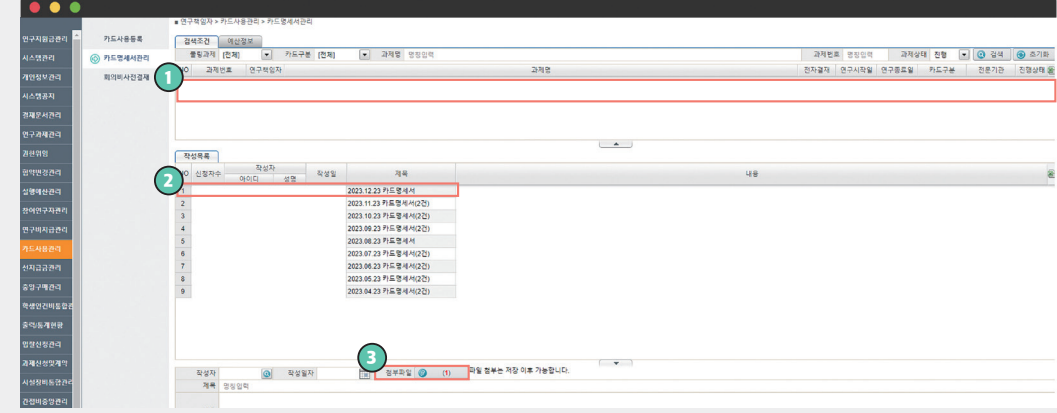 ■ 연구책임자 > 카드사용관리 > 카드명세서관리
연구지원금관리
시스템관리
개인정보관리
시스템공지
결재문서관리
연구과제관리
권한위임
협약변경관리
실행예산관리
참여연구자관리
연구비지급관리
카드사용관리
선지급금관리
중앙구매관리
학생인건비통합관
출력/통계현황
법정신청관리
과제신청및계약
시설장비통합관리
간접비중앙관리
카드사용등록
카드명세서관리
회의비사전결재
검색조건 예산정보
풀링과제 [전체] 카드구분 [전체] 과제명 명칭입력 과제번호 명칭입력 과제상태 진행 검색 초기화
NO 과제번호 연구책임자 과제명 전자결재 연구시작일 연구종료일 카드구분 전문기관 진행상태
1
작성목록
NO 신청자수 작성자 작성일 제목 내용
아이디 성명
2
1 2023.12.23 카드명세서
2 2023.11.23 카드명세서(2건)
3 2023.10.23 카드명세서(2건)
4 2023.09.23 카드명세서(2건)
5 2023.08.23 카드명세서
6 2023.07.23 카드명세서(2건)
7 2023.06.23 카드명세서(2건)
8 2023.05.23 카드명세서(2건)
9 2023.04.23 카드명세서(2건)
3
작성자 작성일자 첨부파일 (1) 파일 첨부는 저장 이후 가능합니다.
제목 명칭입력